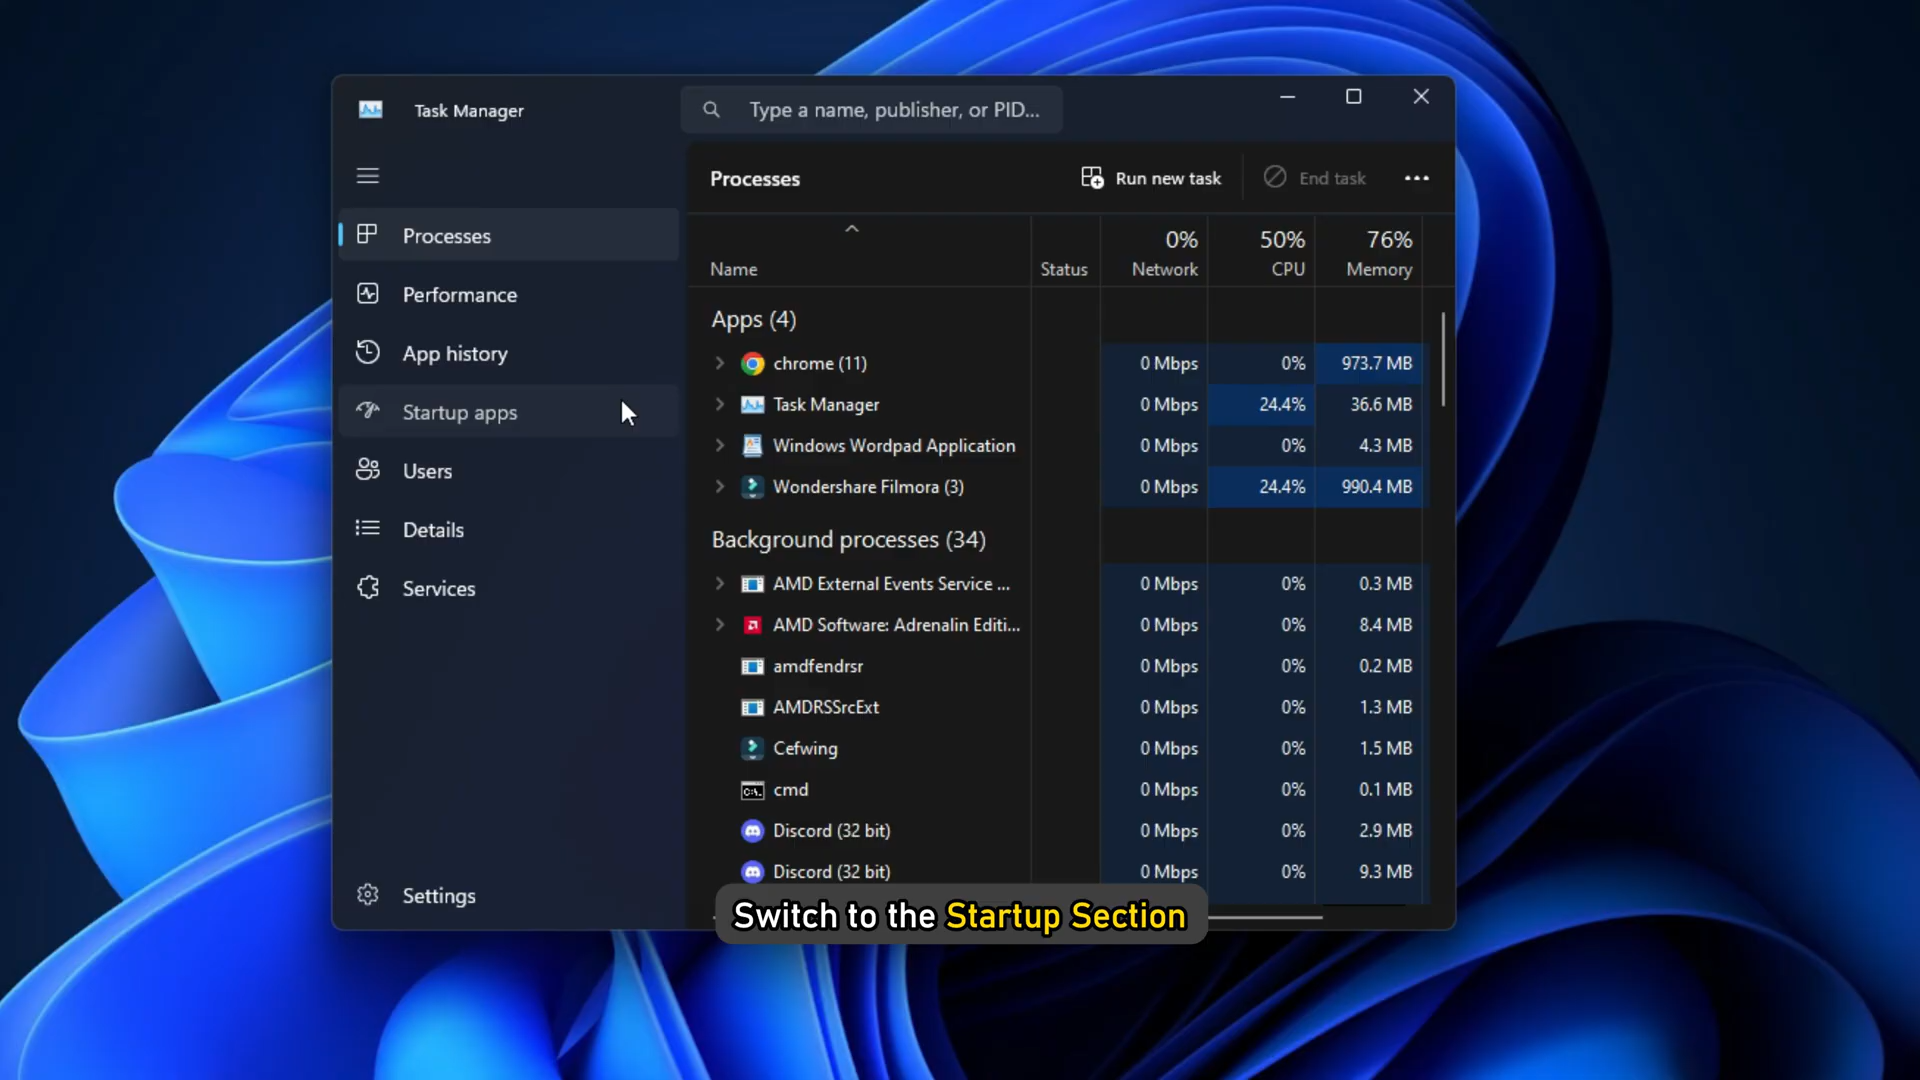 Task Manager
Type a name, publisher, or PID...
Processes
Performance
App history
Startup apps
Users
Details
Services
Settings
Processes
Run new task
End task
Name
Status
0% Network
50% CPU
76% Memory
Apps (4)
chrome (11) 0 Mbps 0% 973.7 MB
Task Manager 0 Mbps 24.4% 36.6 MB
Windows Wordpad Application 0 Mbps 0% 4.3 MB
Wondershare Filmora (3) 0 Mbps 24.4% 990.4 MB
Background processes (34)
AMD External Events Service ... 0 Mbps 0% 0.3 MB
AMD Software: Adrenalin Editi... 0 Mbps 0% 8.4 MB
amdfendrsr 0 Mbps 0% 0.2 MB
AMDRSSrcExt 0 Mbps 0% 1.3 MB
Cefwing 0 Mbps 0% 1.5 MB
cmd 0 Mbps 0% 0.1 MB
Discord (32 bit) 0 Mbps 0% 2.9 MB
Discord (32 bit) 0 Mbps 0% 9.3 MB
Switch to the Startup Section